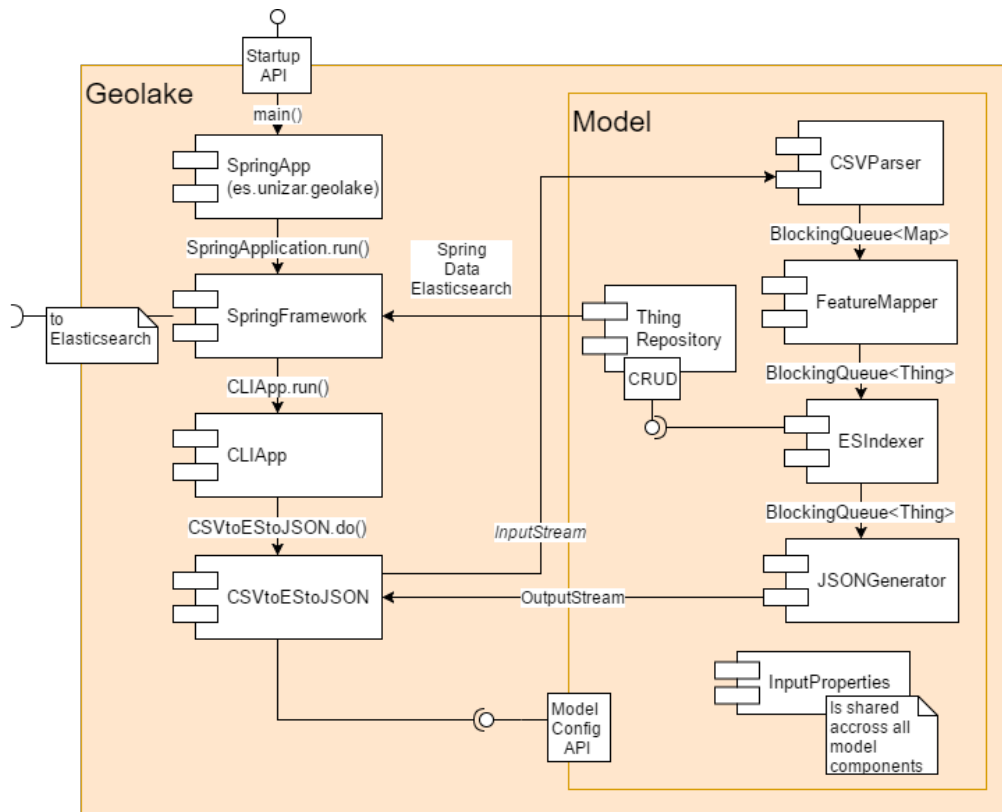 Startup
API
Geolake
main()
Model
SpringApp
(es.unizar.geolake)
CSVParser
SpringApplication.run()
BlockingQueue<Map>
Spring
Data
Elasticsearch
to
Elasticsearch
SpringFramework
Thing
Repository
FeatureMapper
CRUD
CLIApp.run()
BlockingQueue<Thing>
CLIApp
ESIndexer
CSVtoEStoJSON.do()
InputStream
BlockingQueue<Thing>
CSVtoEStoJSON
OutputStream
JSONGenerator
InputProperties
Is shared
accross all
model
components
Model
Config
API